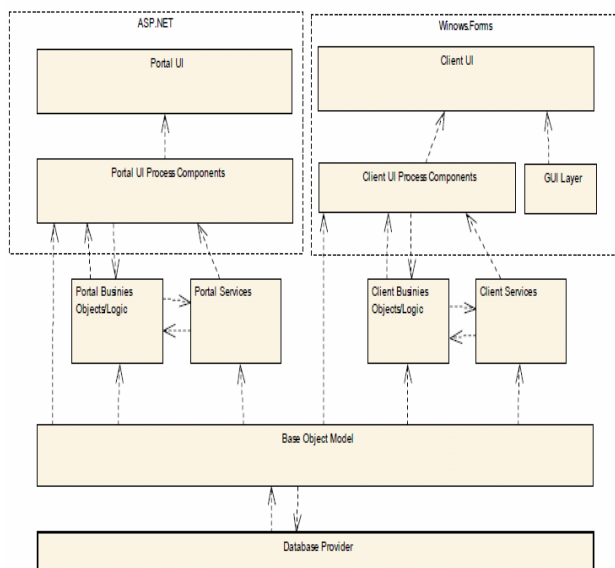 ASP.NET
Winows.Forms
Portal UI
Client UI
Portal UI Process Components
Client UI Process Components
GUI Layer
Portal Businies
Objects/Logic
Portal Services
Client Businies
Objects/Logic
Client Services
Base Object Model
Database Provider